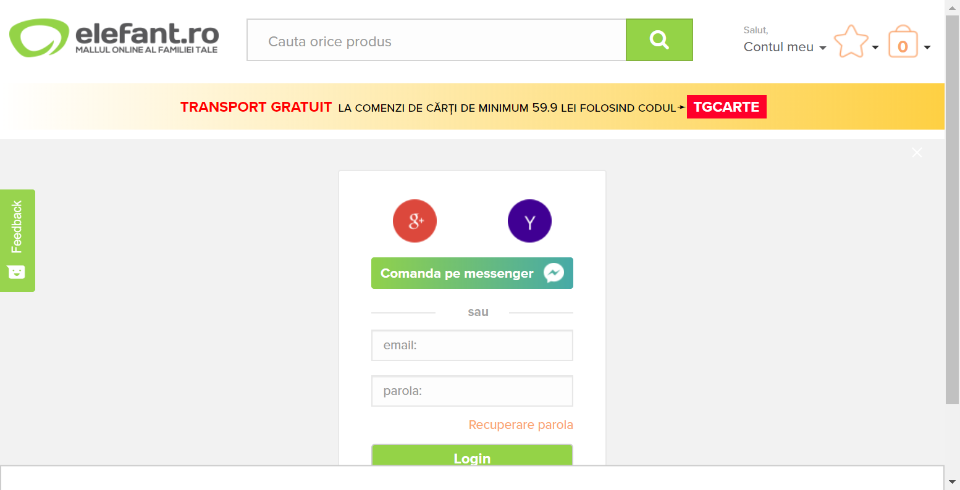 elefant.ro
MALLUL ONLINE AL FAMILIEI TALE
Cauta orice produs
Salut,
Contul meu
0
TRANSPORT GRATUIT LA COMENZI DE CĂRȚI DE MINIMUM 59.9 LEI FOLOSIND CODUL TGCARTE
Feedback
g+
Y
Comanda pe messenger
sau
email:
parola:
Recuperare parola
Login